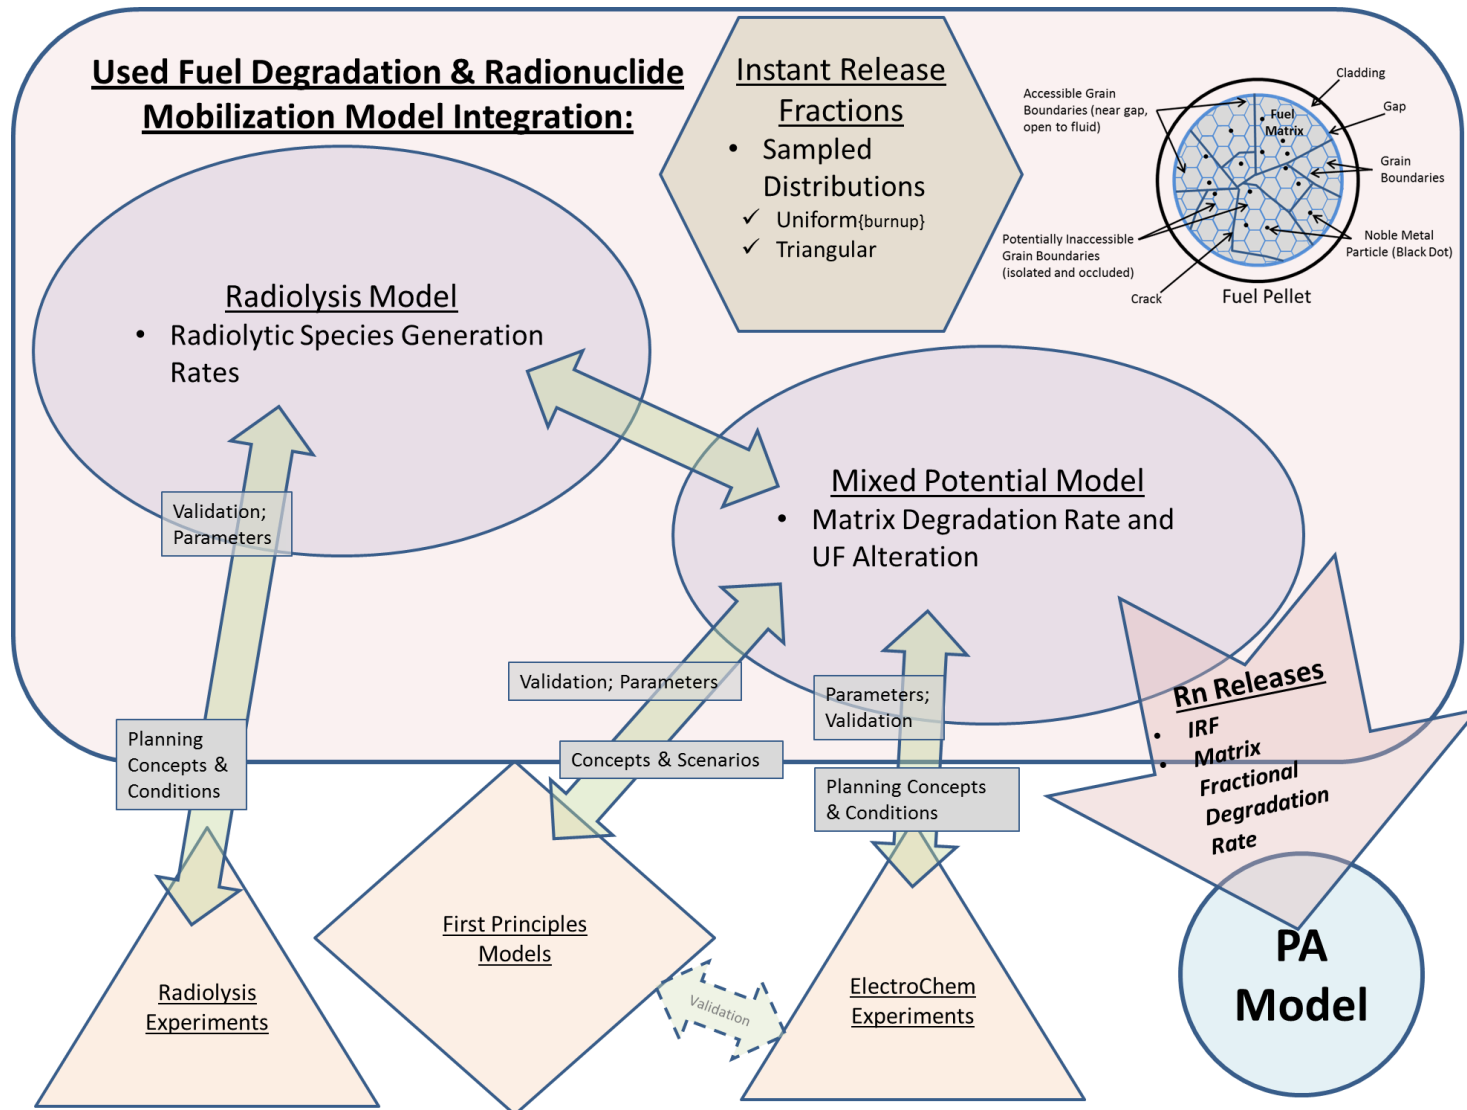 Used Fuel Degradation & Radionuclide
Mobilization Model Integration:
Instant Release
Fractions
• Sampled
Distributions
✓ Uniform{burnup}
✓ Triangular
Cladding
Accessible Grain
Boundaries (near gap,
open to fluid)
Gap
Fuel
Matrix
Grain
Boundaries
Potentially Inaccessible
Grain Boundaries
(isolated and occluded)
Noble Metal
Particle (Black Dot)
Crack
Fuel Pellet
Radiolysis Model
• Radiolytic Species Generation
Rates
Mixed Potential Model
• Matrix Degradation Rate and
UF Alteration
Validation;
Parameters
Validation; Parameters
Parameters;
Validation
Planning
Concepts &
Conditions
Concepts & Scenarios
Planning Concepts
& Conditions
Rn Releases
• IRF
• Matrix
Fractional
Degradation
Rate
First Principles
Models
Radiolysis
Experiments
Validation
ElectroChem
Experiments
PA
Model